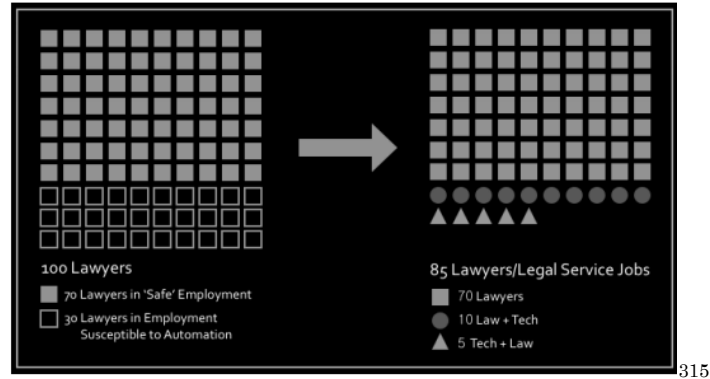 100 Lawyers
70 Lawyers in 'Safe' Employment
30 Lawyers in Employment
Susceptible to Automation
85 Lawyers/Legal Service Jobs
70 Lawyers
10 Law + Tech
5 Tech + Law
315